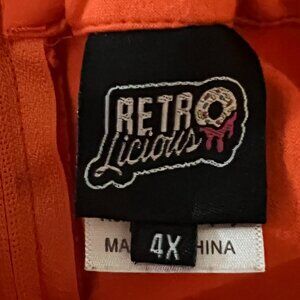 RETRO
Licious
4X
MA CHINA